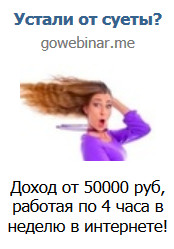 Устали от суеты?
gowebinar.me
Доход от 50000 руб,
работая по 4 часа в
неделю в интернете!